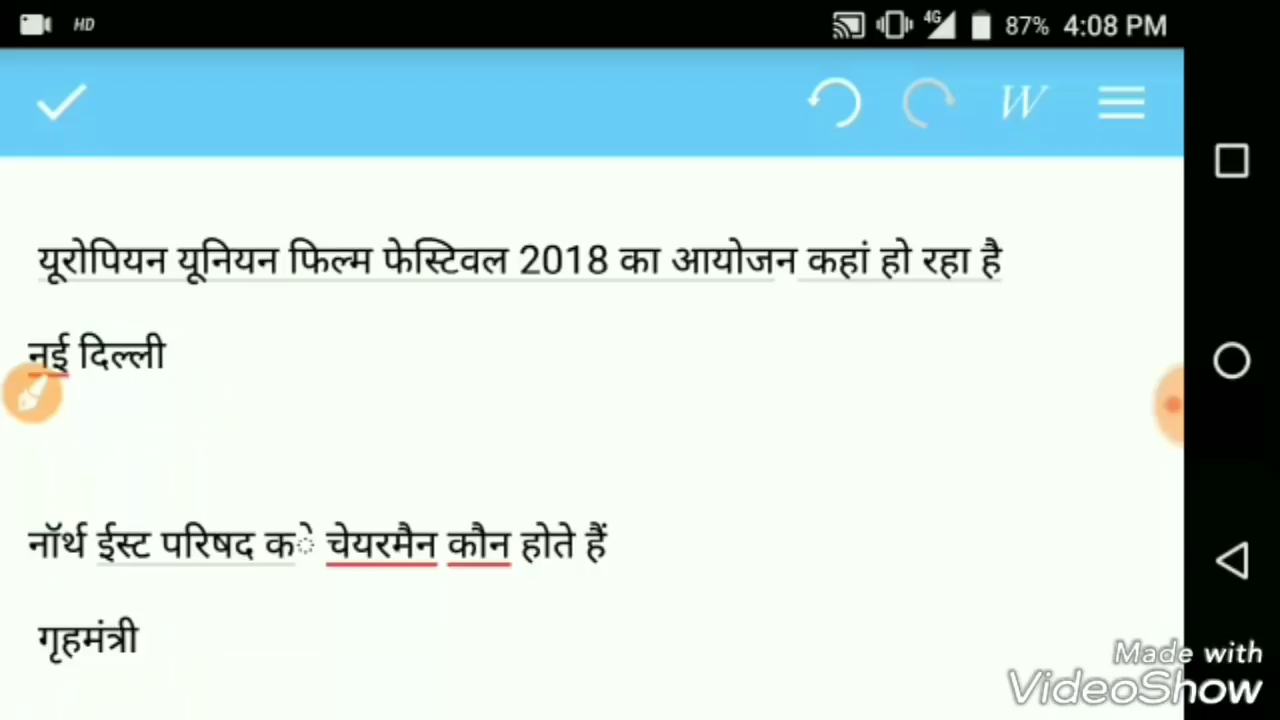 HD 4G 87% 4:08 PM
W
यूरोपियन यूनियन फिल्म फेस्टिवल 2018 का आयोजन कहां हो रहा है
नई दिल्ली
नॉर्थ ईस्ट परिषद क◌े चेयरमैन कौन होते हैं
गृहमंत्री
Made with
VideoShow